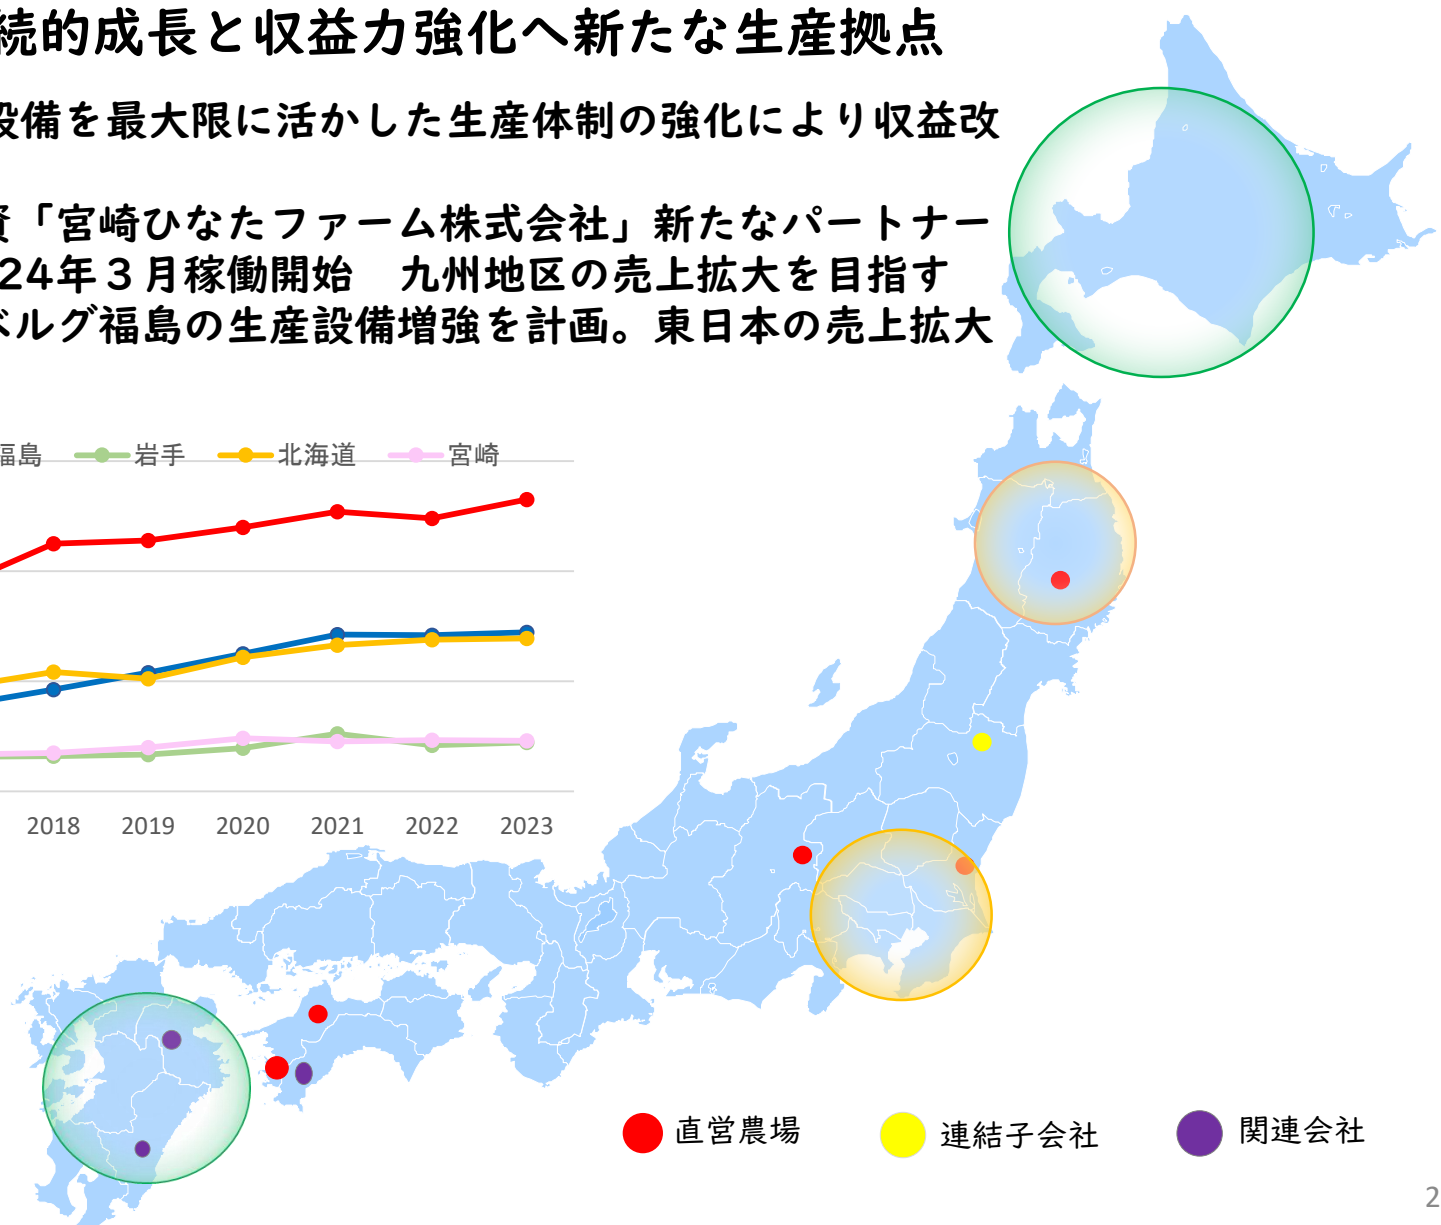 続的成長と収益力強化へ新たな生産拠点
設備を最大限に活かした生産体制の強化により収益改
資「宮崎ひなたファーム株式会社」新たなパートナー
24年３月稼働開始　九州地区の売上拡大を目指す
ベルグ福島の生産設備増強を計画。東日本の売上拡大
福島 岩手 北海道 宮崎
2018 2019 2020 2021 2022 2023
直営農場 連結子会社 関連会社
2